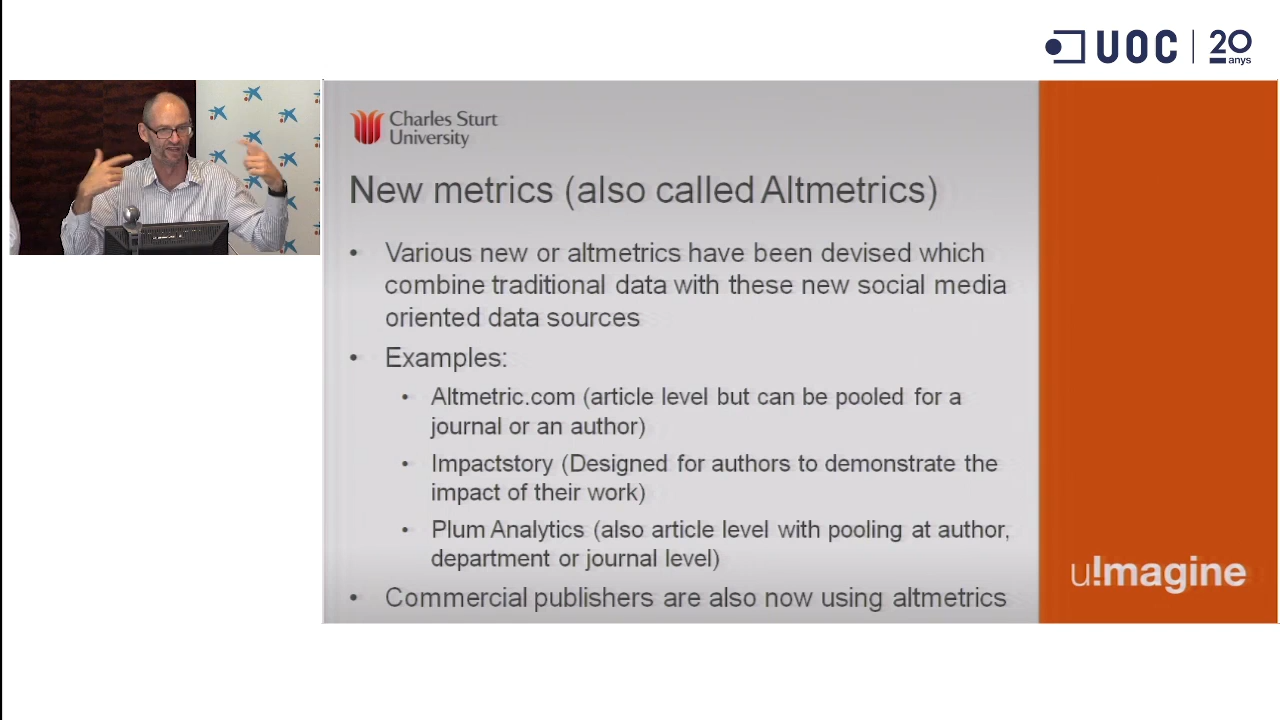 UOC 20 anys
Charles Sturt
University
New metrics (also called Altmetrics)
• Various new or altmetrics have been devised which
combine traditional data with these new social media
oriented data sources
• Examples:
• Altmetric.com (article level but can be pooled for a
journal or an author)
• Impactstory (Designed for authors to demonstrate the
impact of their work)
• Plum Analytics (also article level with pooling at author,
department or journal level)
• Commercial publishers are also now using altmetrics
u!magine